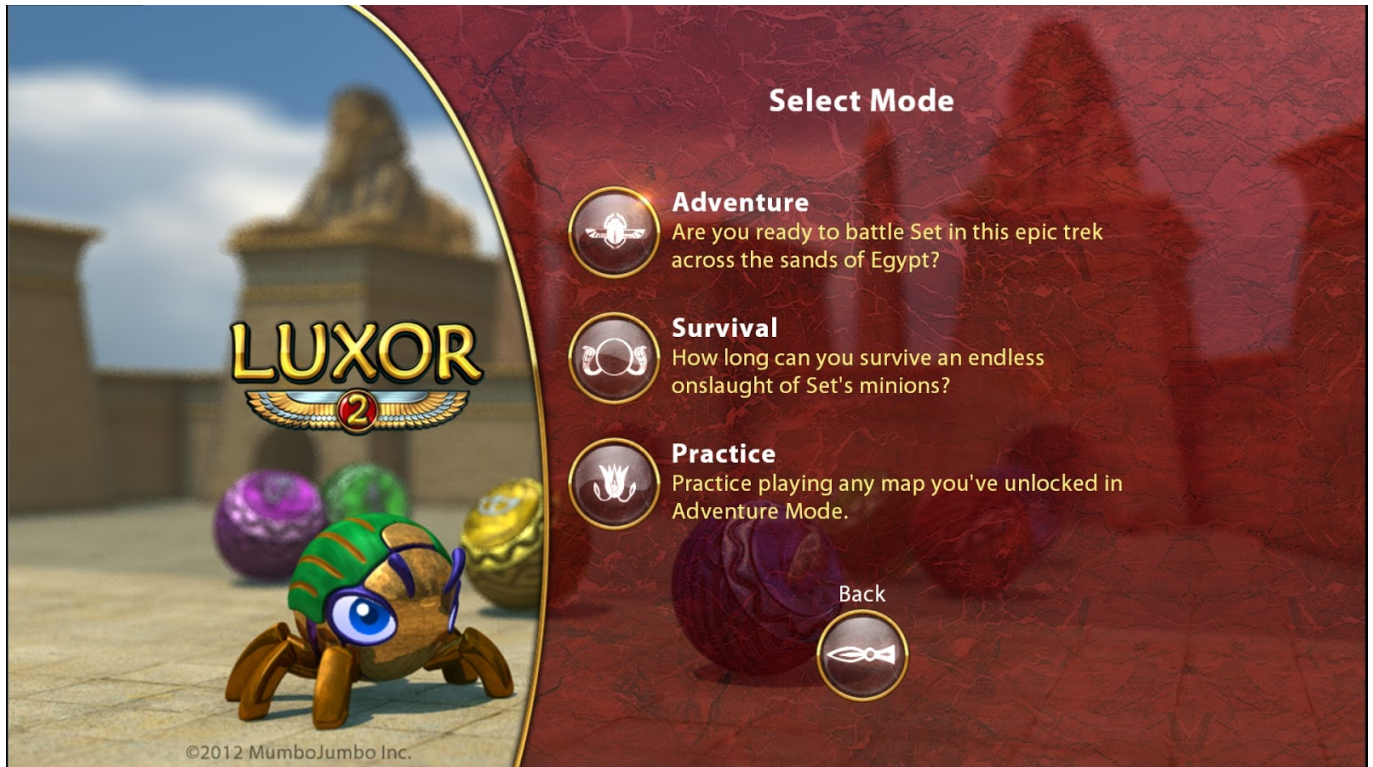 Select Mode
Adventure
Are you ready to battle Set in this epic trek
across the sands of Egypt?
Survival
How long can you survive an endless
onslaught of Set's minions?
Practice
Practice playing any map you've unlocked in
Adventure Mode.
Back
LUXOR
2
©2012 MumboJumbo Inc.